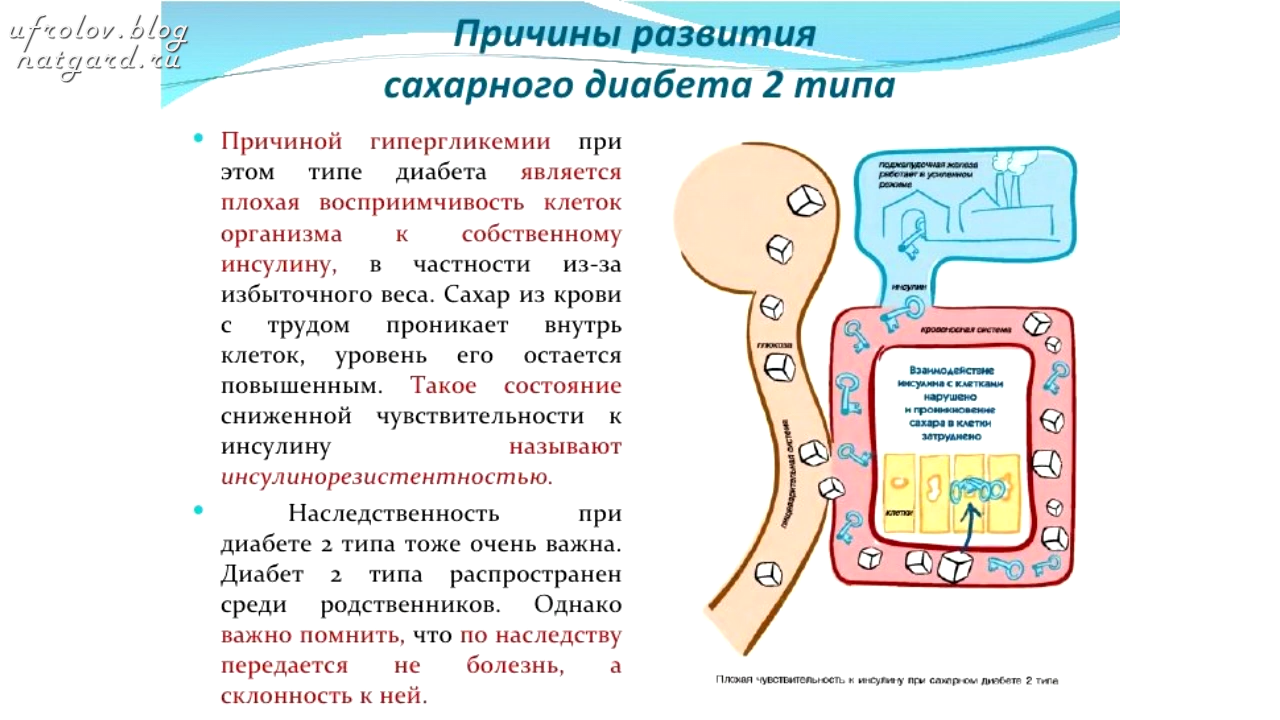 ufrolov.blog
natgard.ru
Причины развития
сахарного диабета 2 типа
• Причиной гипергликемии при
этом типе диабета является
плохая восприимчивость клеток
организма к собственному
инсулину, в частности из-за
избыточного веса. Сахар из крови
с трудом проникает внутрь
клеток, уровень его остается
повышенным. Такое состояние
сниженной чувствительности к
инсулину называют
инсулинорезистентностью.
• Наследственность при
диабете 2 типа тоже очень важна.
Диабет 2 типа распространен
среди родственников. Однако
важно помнить, что по наследству
передается не болезнь, а
склонность к ней.
поджелудочная железа
работает в усиленном
режиме
инсулин
кровеносная система
глюкоза
пищеварительная система
Взаимодействие
инсулина с клетками
нарушено
и проникновение
сахара в клетки
затруднено
клетки
Плохая чувствительность к инсулину при сахарном диабете 2 типа